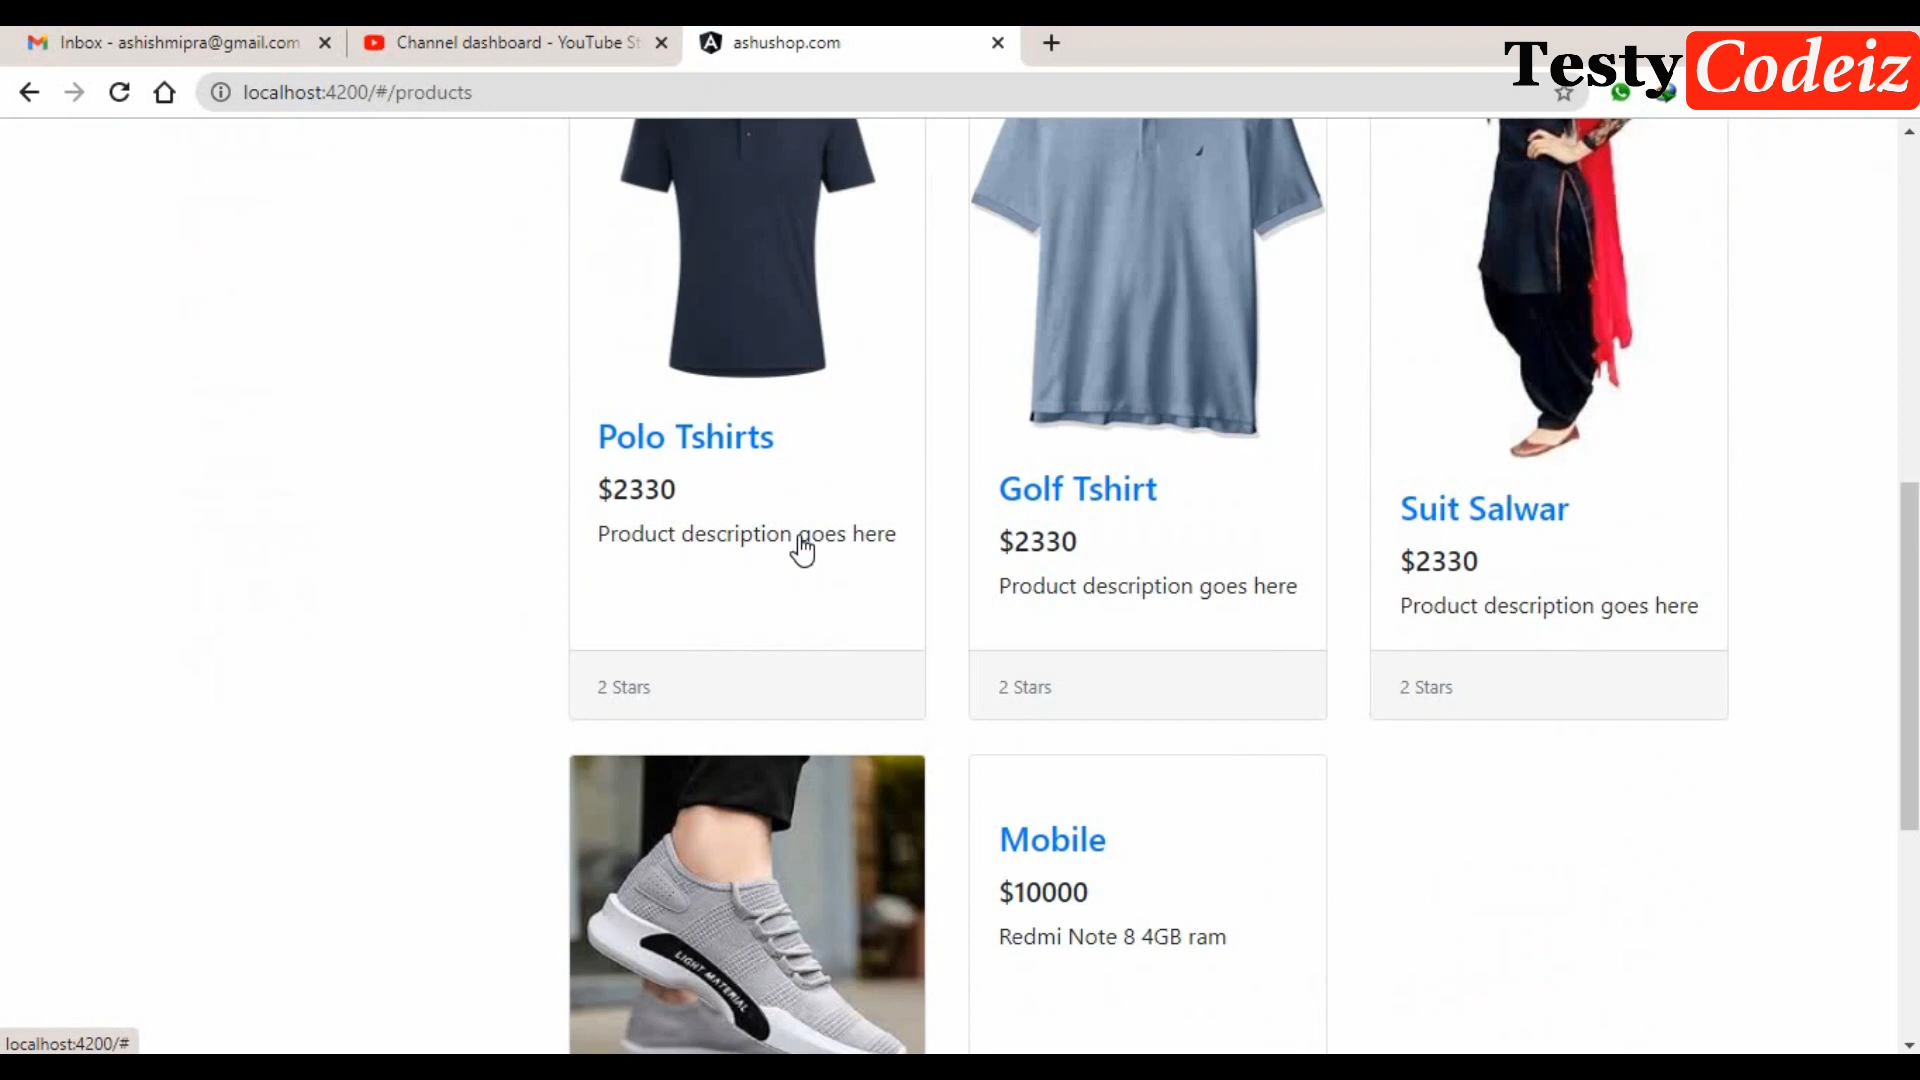 Inbox - ashishmipra@gmail.com
Channel dashboard - YouTube St
ashushop.com
Testy Codeiz
localhost:4200/#/products
Polo Tshirts
$2330
Product description goes here
2 Stars
Golf Tshirt
$2330
Product description goes here
2 Stars
Suit Salwar
$2330
Product description goes here
2 Stars
LIGHT MATERIAL
Mobile
$10000
Redmi Note 8 4GB ram
localhost:4200/#